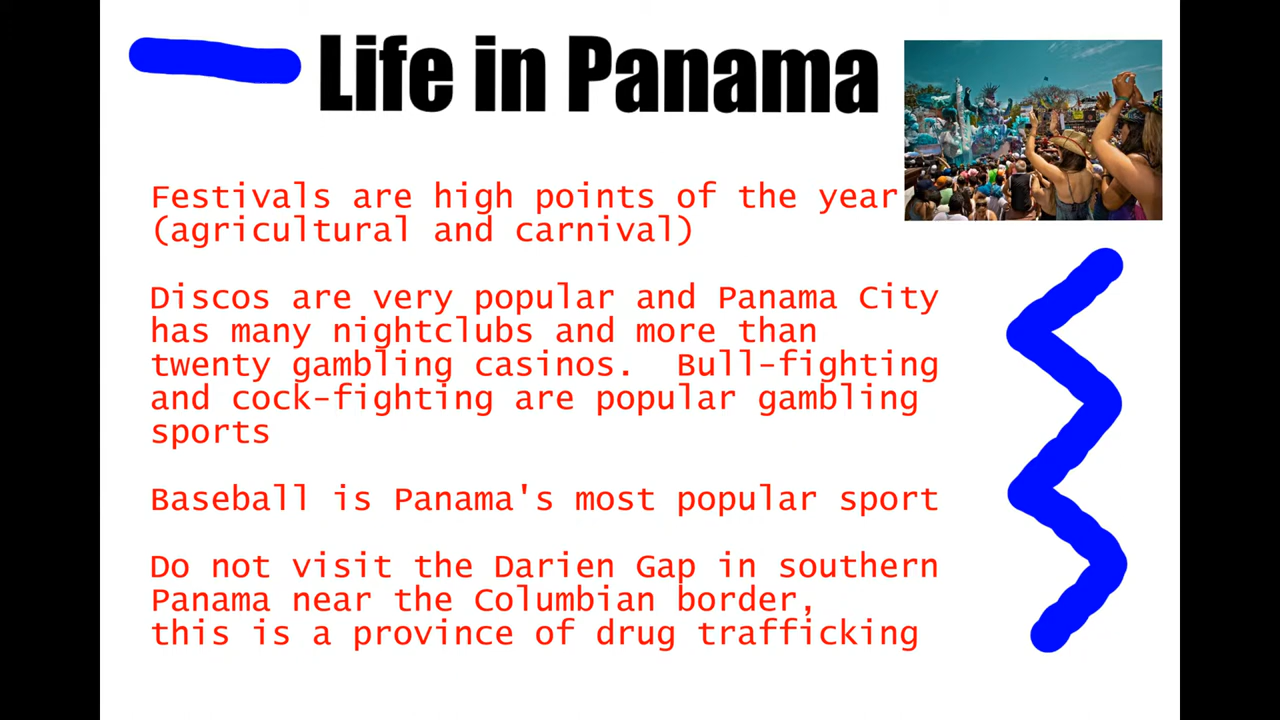 Life in Panama
Festivals are high points of the year
(agricultural and carnival)
Discos are very popular and Panama City
has many nightclubs and more than
twenty gambling casinos.  Bull-fighting
and cock-fighting are popular gambling
sports
Baseball is Panama's most popular sport
Do not visit the Darien Gap in southern
Panama near the Columbian border,
this is a province of drug trafficking